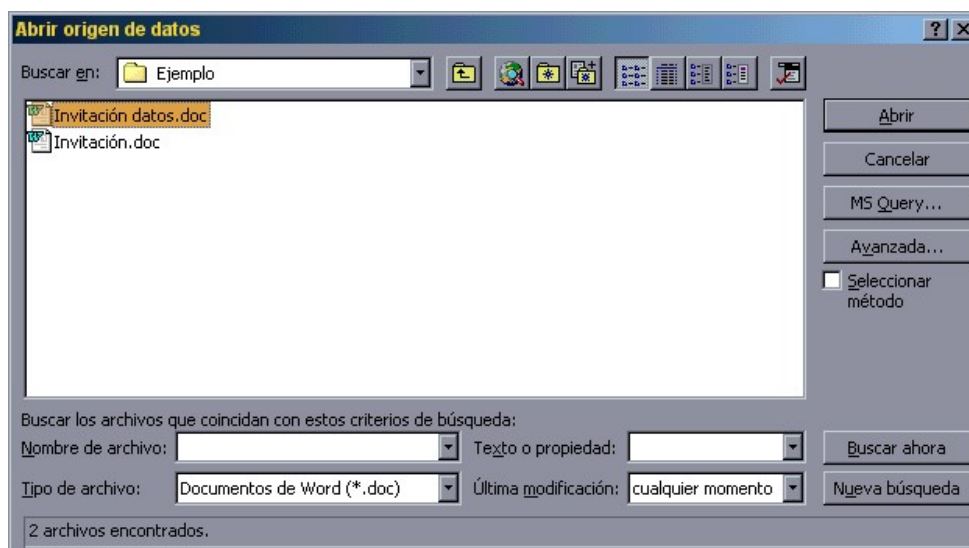 Abrir origen de datos
Buscar en: Ejemplo
Invitación datos.doc
Invitación.doc
Abrir
Cancelar
MS Query...
Avanzada...
Seleccionar
método
Buscar los archivos que coincidan con estos criterios de búsqueda:
Nombre de archivo: Texto o propiedad: Buscar ahora
Tipo de archivo: Documentos de Word (*.doc) Última modificación: cualquier momento Nueva búsqueda
2 archivos encontrados.